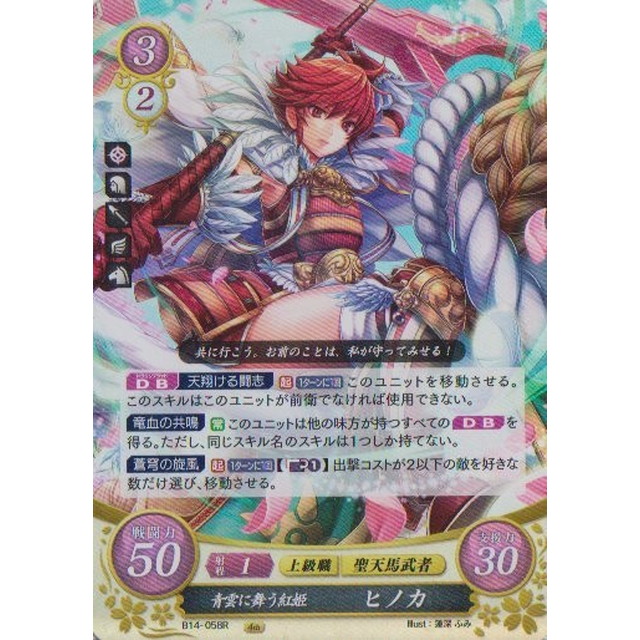 3
2
共に行こう。お前のことは、私が守ってみせる！
DB 天翔ける闘志 起 1ターンに1回 このユニットを移動させる。
このスキルはこのユニットが前衛でなければ使用できない。
竜血の共鳴 常 このユニットは他の味方が持つすべての DB を
得る。ただし、同じスキル名のスキルは1つしか持てない。
蒼穹の旋風 起 1ターンに1回 【1】 出撃コストが2以下の敵を好きな
数だけ選び、移動させる。
戦闘力
50
射程 1
上級職
聖天馬武者
支援力
30
青雲に舞う紅姫 ヒノカ
B14-058R
Illust：蓮深 ふみ